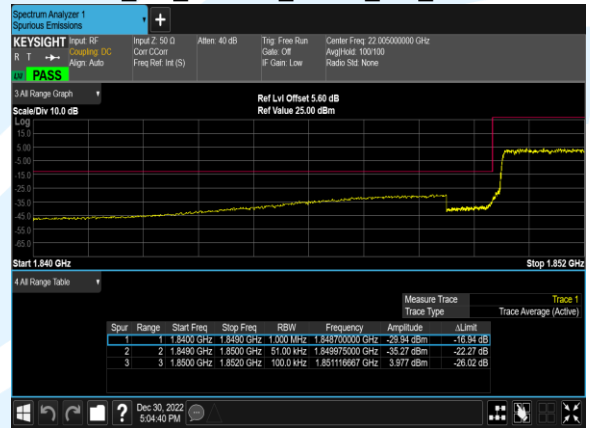 Spectrum Analyzer 1
Spurious Emissions
KEYSIGHT Input: RF Input Z: 50 Ω Atten: 40 dB Trig: Free Run Center Freq: 22.005000000 GHz
R T Coupling: DC Corr CCorr Gate: Off Avg|Hold: 100/100
Align: Auto Freq Ref: Int (S) IF Gain: Low Radio Std: None
PASS
3 All Range Graph
Ref Lvl Offset 5.60 dB
Scale/Div 10.0 dB Ref Value 25.00 dBm
Log
15.0
5.00
-5.00
-15.0
-25.0
-35.0
-45.0
-55.0
-65.0
Start 1.840 GHz Stop 1.852 GHz
4 All Range Table
Measure Trace Trace 1
Trace Type Trace Average (Active)
Spur Range Start Freq Stop Freq RBW Frequency Amplitude ΔLimit
1 1 1.8400 GHz 1.8490 GHz 1.000 MHz 1.848700000 GHz -29.94 dBm -16.94 dB
2 2 1.8490 GHz 1.8500 GHz 51.00 kHz 1.849975000 GHz -35.27 dBm -22.27 dB
3 3 1.8500 GHz 1.8520 GHz 100.0 kHz 1.851116667 GHz 3.977 dBm -26.02 dB
? Dec 30, 2022
5:04:40 PM